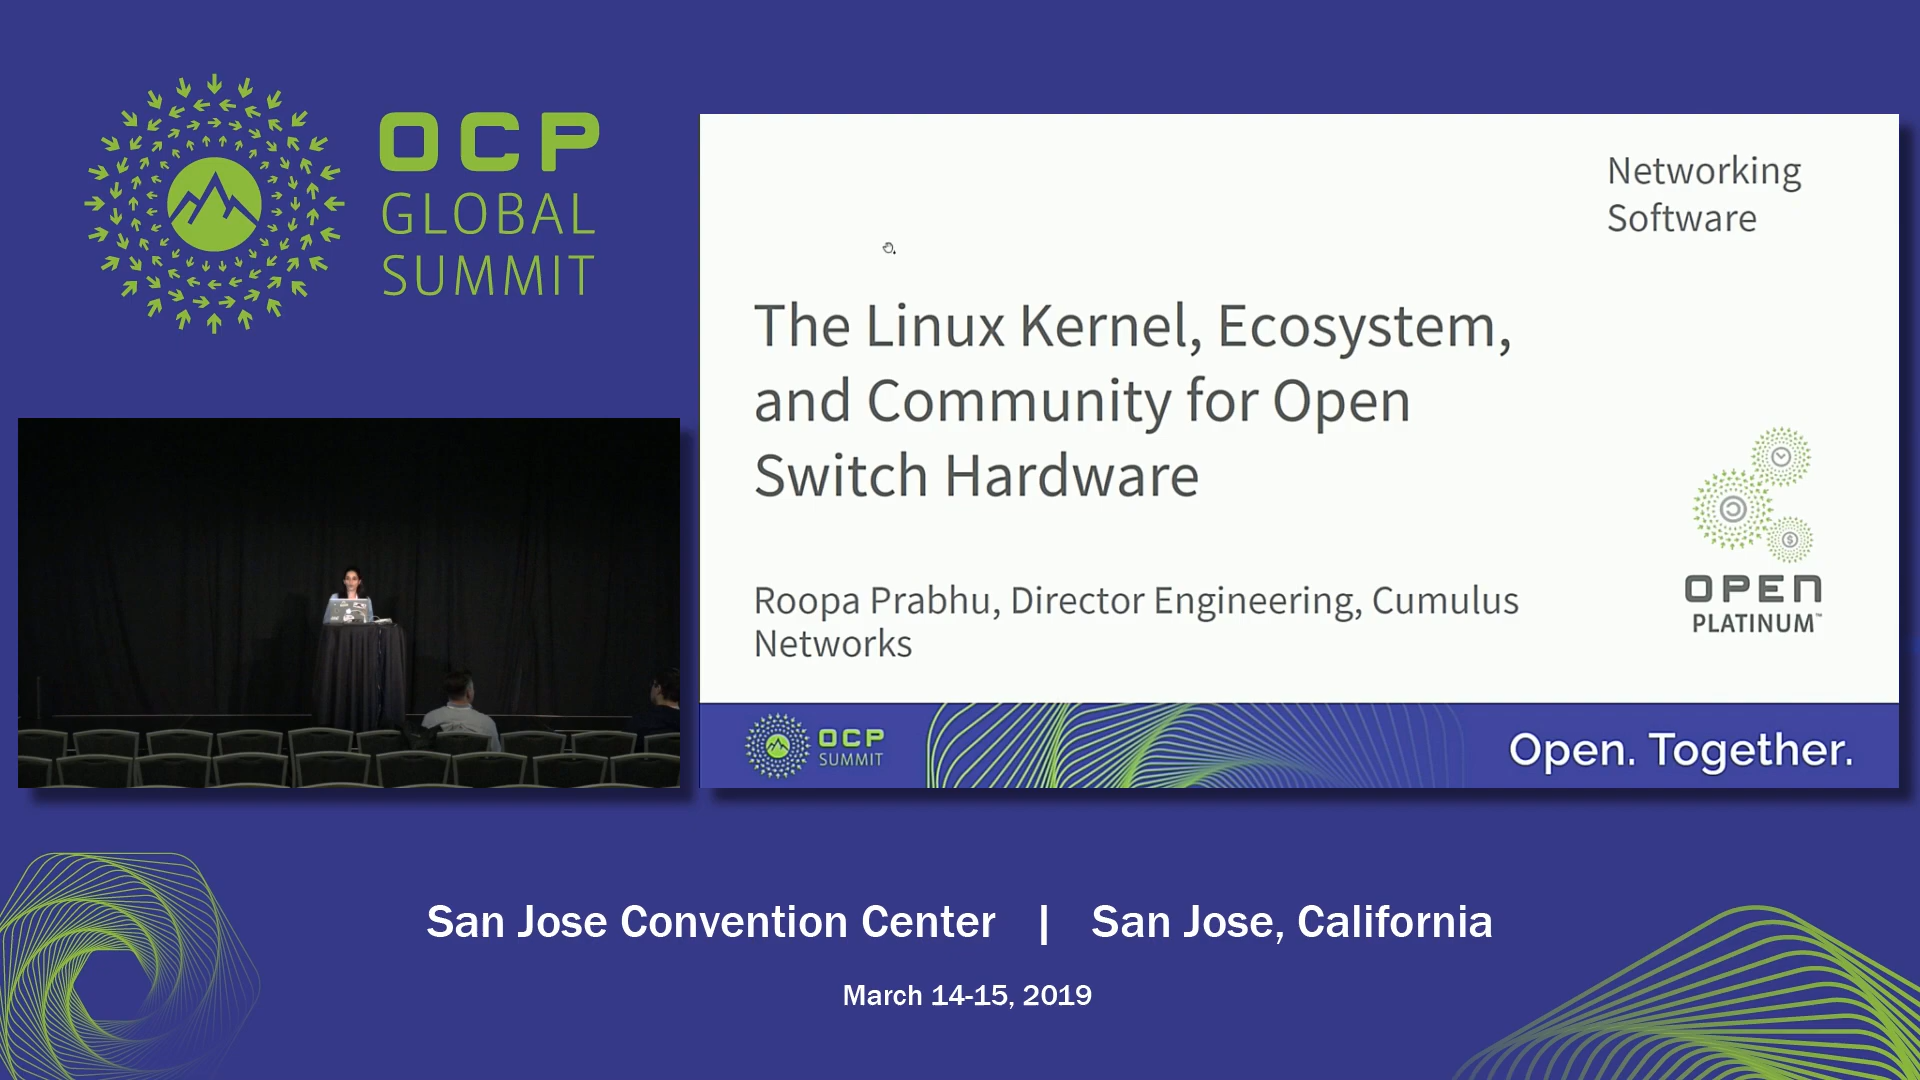 OCP
GLOBAL
SUMMIT
Networking
Software
The Linux Kernel, Ecosystem,
and Community for Open
Switch Hardware
Roopa Prabhu, Director Engineering, Cumulus
Networks
OPEN
PLATINUM™
OCP
SUMMIT
Open. Together.
San Jose Convention Center | San Jose, California
March 14-15, 2019